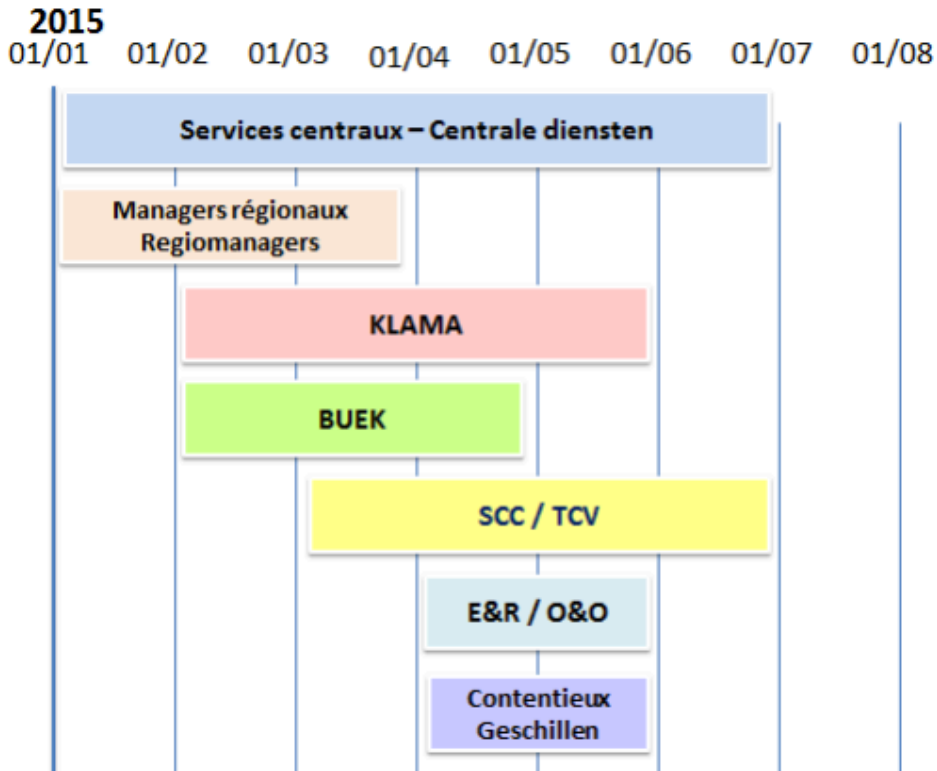 2015
01/01 01/02 01/03 01/04 01/05 01/06 01/07 01/08
Services centraux – Centrale diensten
Managers régionaux
Regiomanagers
KLAMA
BUEK
SCC / TCV
E&R / O&O
Contentieux
Geschillen